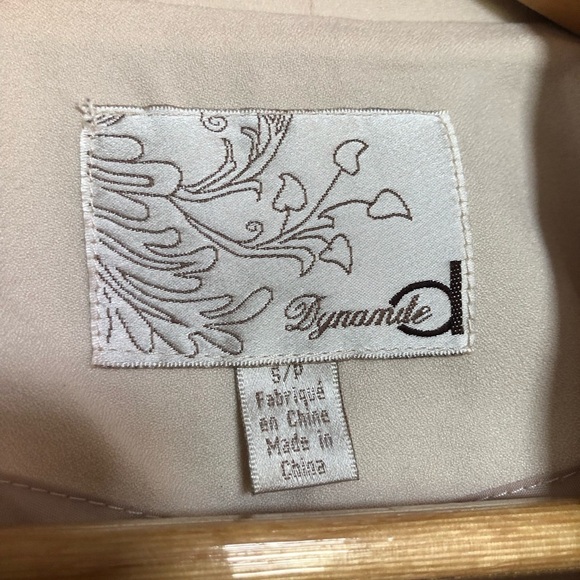 Dynamite
d
S/P
Fabriqué
en Chine
Made in
China